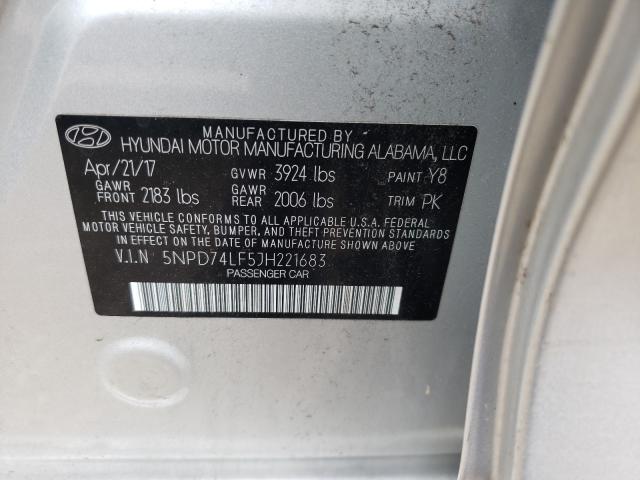 MANUFACTURED BY
HYUNDAI MOTOR MANUFACTURING ALABAMA, LLC
Apr/21/17 GVWR 3924 lbs PAINT Y8
GAWR FRONT 2183 lbs GAWR REAR 2006 lbs TRIM PK
THIS VEHICLE CONFORMS TO ALL APPLICABLE U.S.A. FEDERAL
MOTOR VEHICLE SAFETY, BUMPER, AND THEFT PREVENTION STANDARDS
IN EFFECT ON THE DATE OF MANUFACTURE SHOWN ABOVE
V.I.N 5NPD74LF5JH221683
PASSENGER CAR